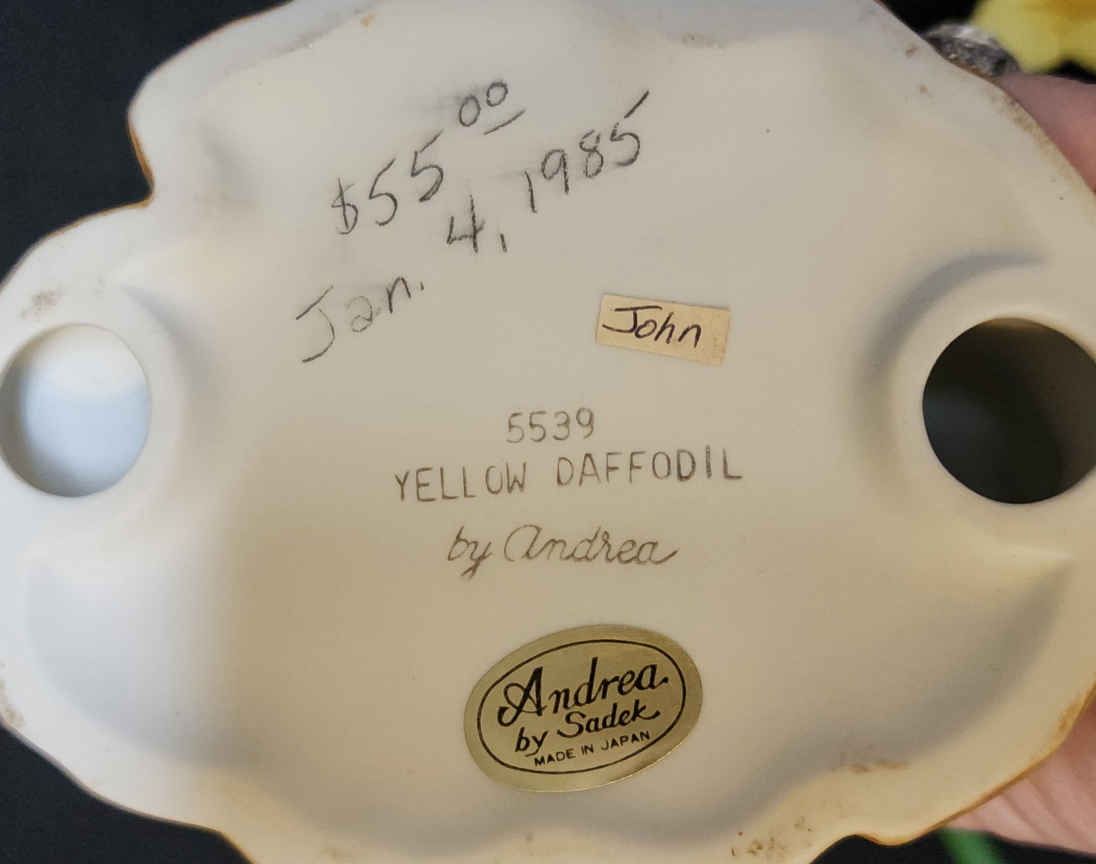 $55.00
Jan. 4, 1985
John
5539
YELLOW DAFFODIL
by Andrea
Andrea
by Sadek
MADE IN JAPAN